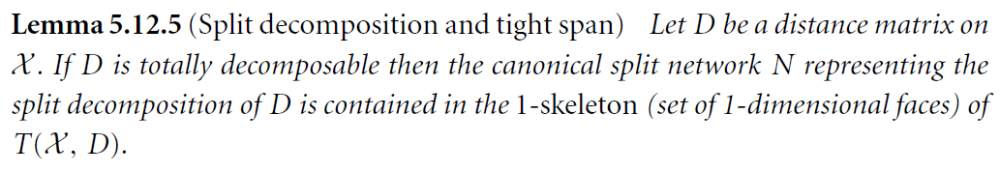 Lemma 5.12.5 (Split decomposition and tight span) Let D be a distance matrix on
𝒳. If D is totally decomposable then the canonical split network N representing the
split decomposition of D is contained in the 1-skeleton (set of 1-dimensional faces) of
T(𝒳, D).